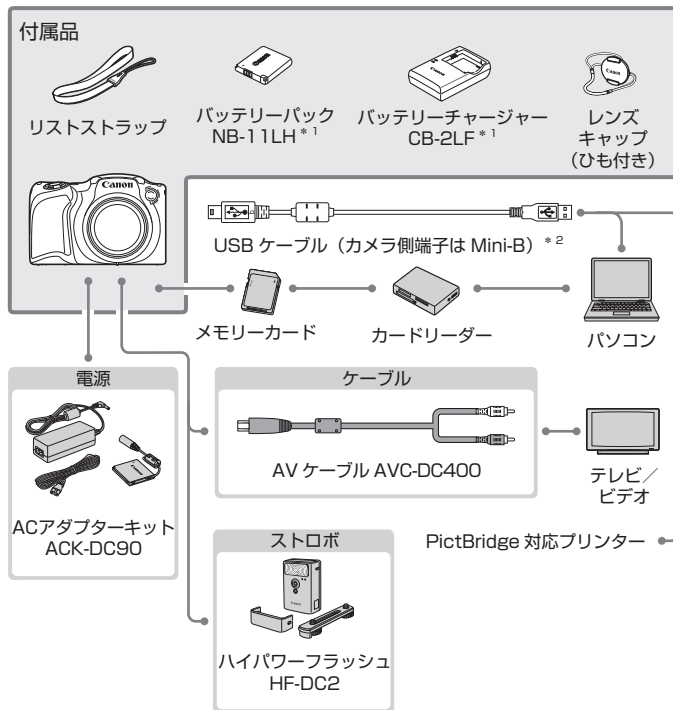 付属品
リストストラップ
バッテリーパック
NB-11LH＊1
バッテリーチャージャー
CB-2LF＊1
レンズ
キャップ
（ひも付き）
Canon
USB ケーブル（カメラ側端子は Mini-B）＊2
メモリーカード
カードリーダー
パソコン
電源
ACアダプターキット
ACK-DC90
ケーブル
AV ケーブル AVC-DC400
テレビ／
ビデオ
PictBridge 対応プリンター
ストロボ
ハイパワーフラッシュ
HF-DC2